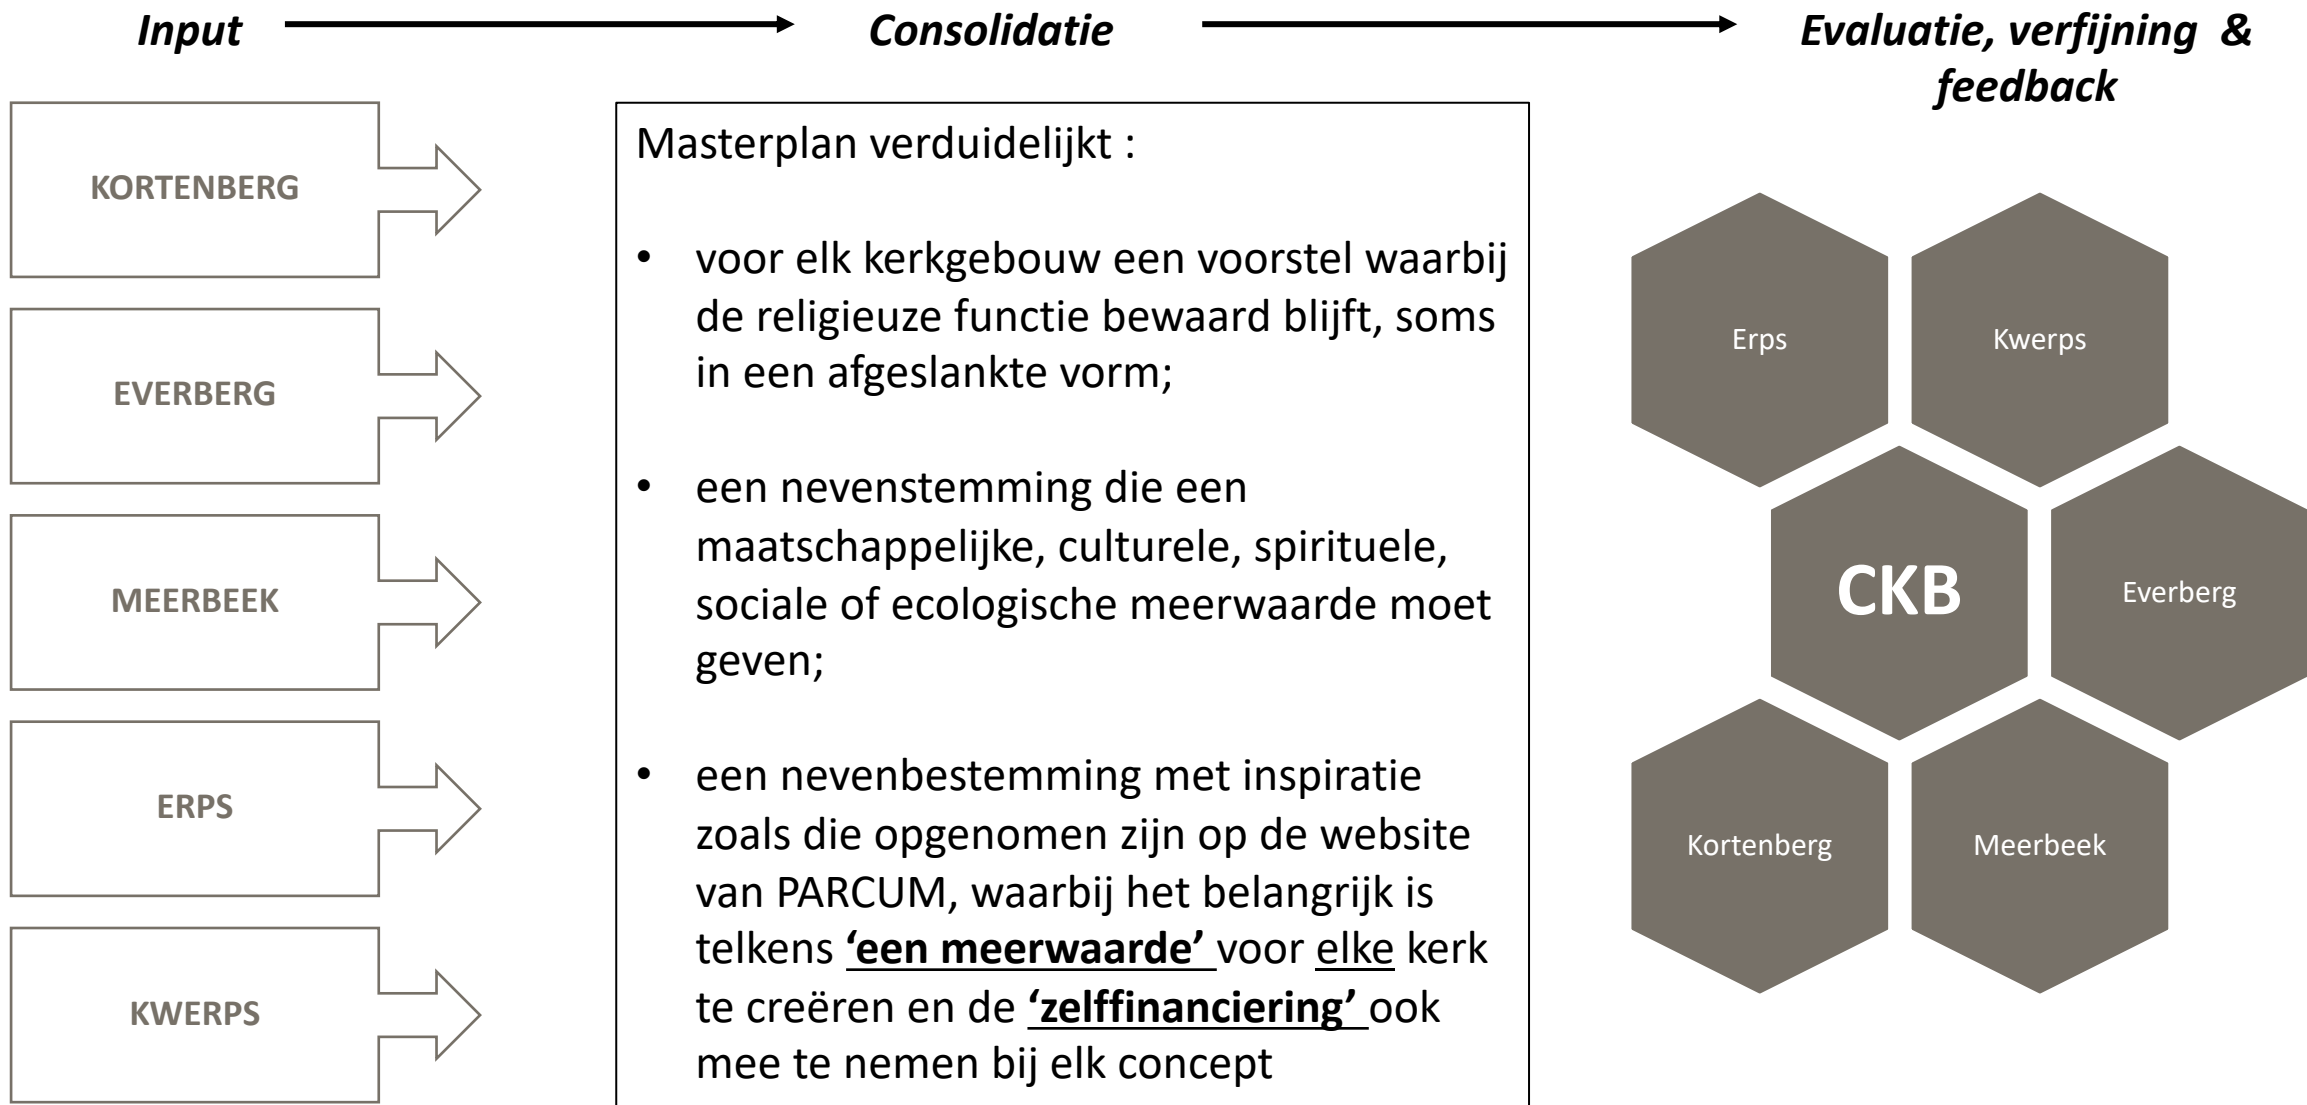 Input
Consolidatie
Evaluatie, verfijning &
feedback
KORTENBERG
EVERBERG
MEERBEEK
ERPS
KWERPS
Masterplan verduidelijkt :
• voor elk kerkgebouw een voorstel waarbij
de religieuze functie bewaard blijft, soms
in een afgeslankte vorm;
• een nevenstemming die een
maatschappelijke, culturele, spirituele,
sociale of ecologische meerwaarde moet
geven;
• een nevenbestemming met inspiratie
zoals die opgenomen zijn op de website
van PARCUM, waarbij het belangrijk is
telkens ‘een meerwaarde’ voor elke kerk
te creëren en de ‘zelffinanciering’ ook
mee te nemen bij elk concept
Erps
Kwerps
CKB
Everberg
Kortenberg
Meerbeek